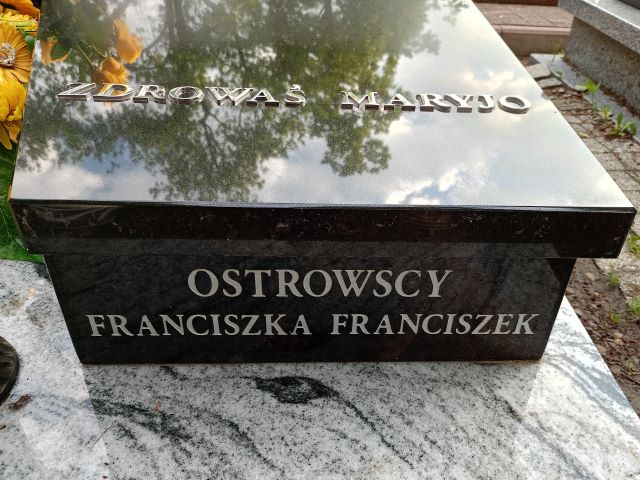 ZDROWAŚ MARYJO
OSTROWSCY
FRANCISZKA FRANCISZEK